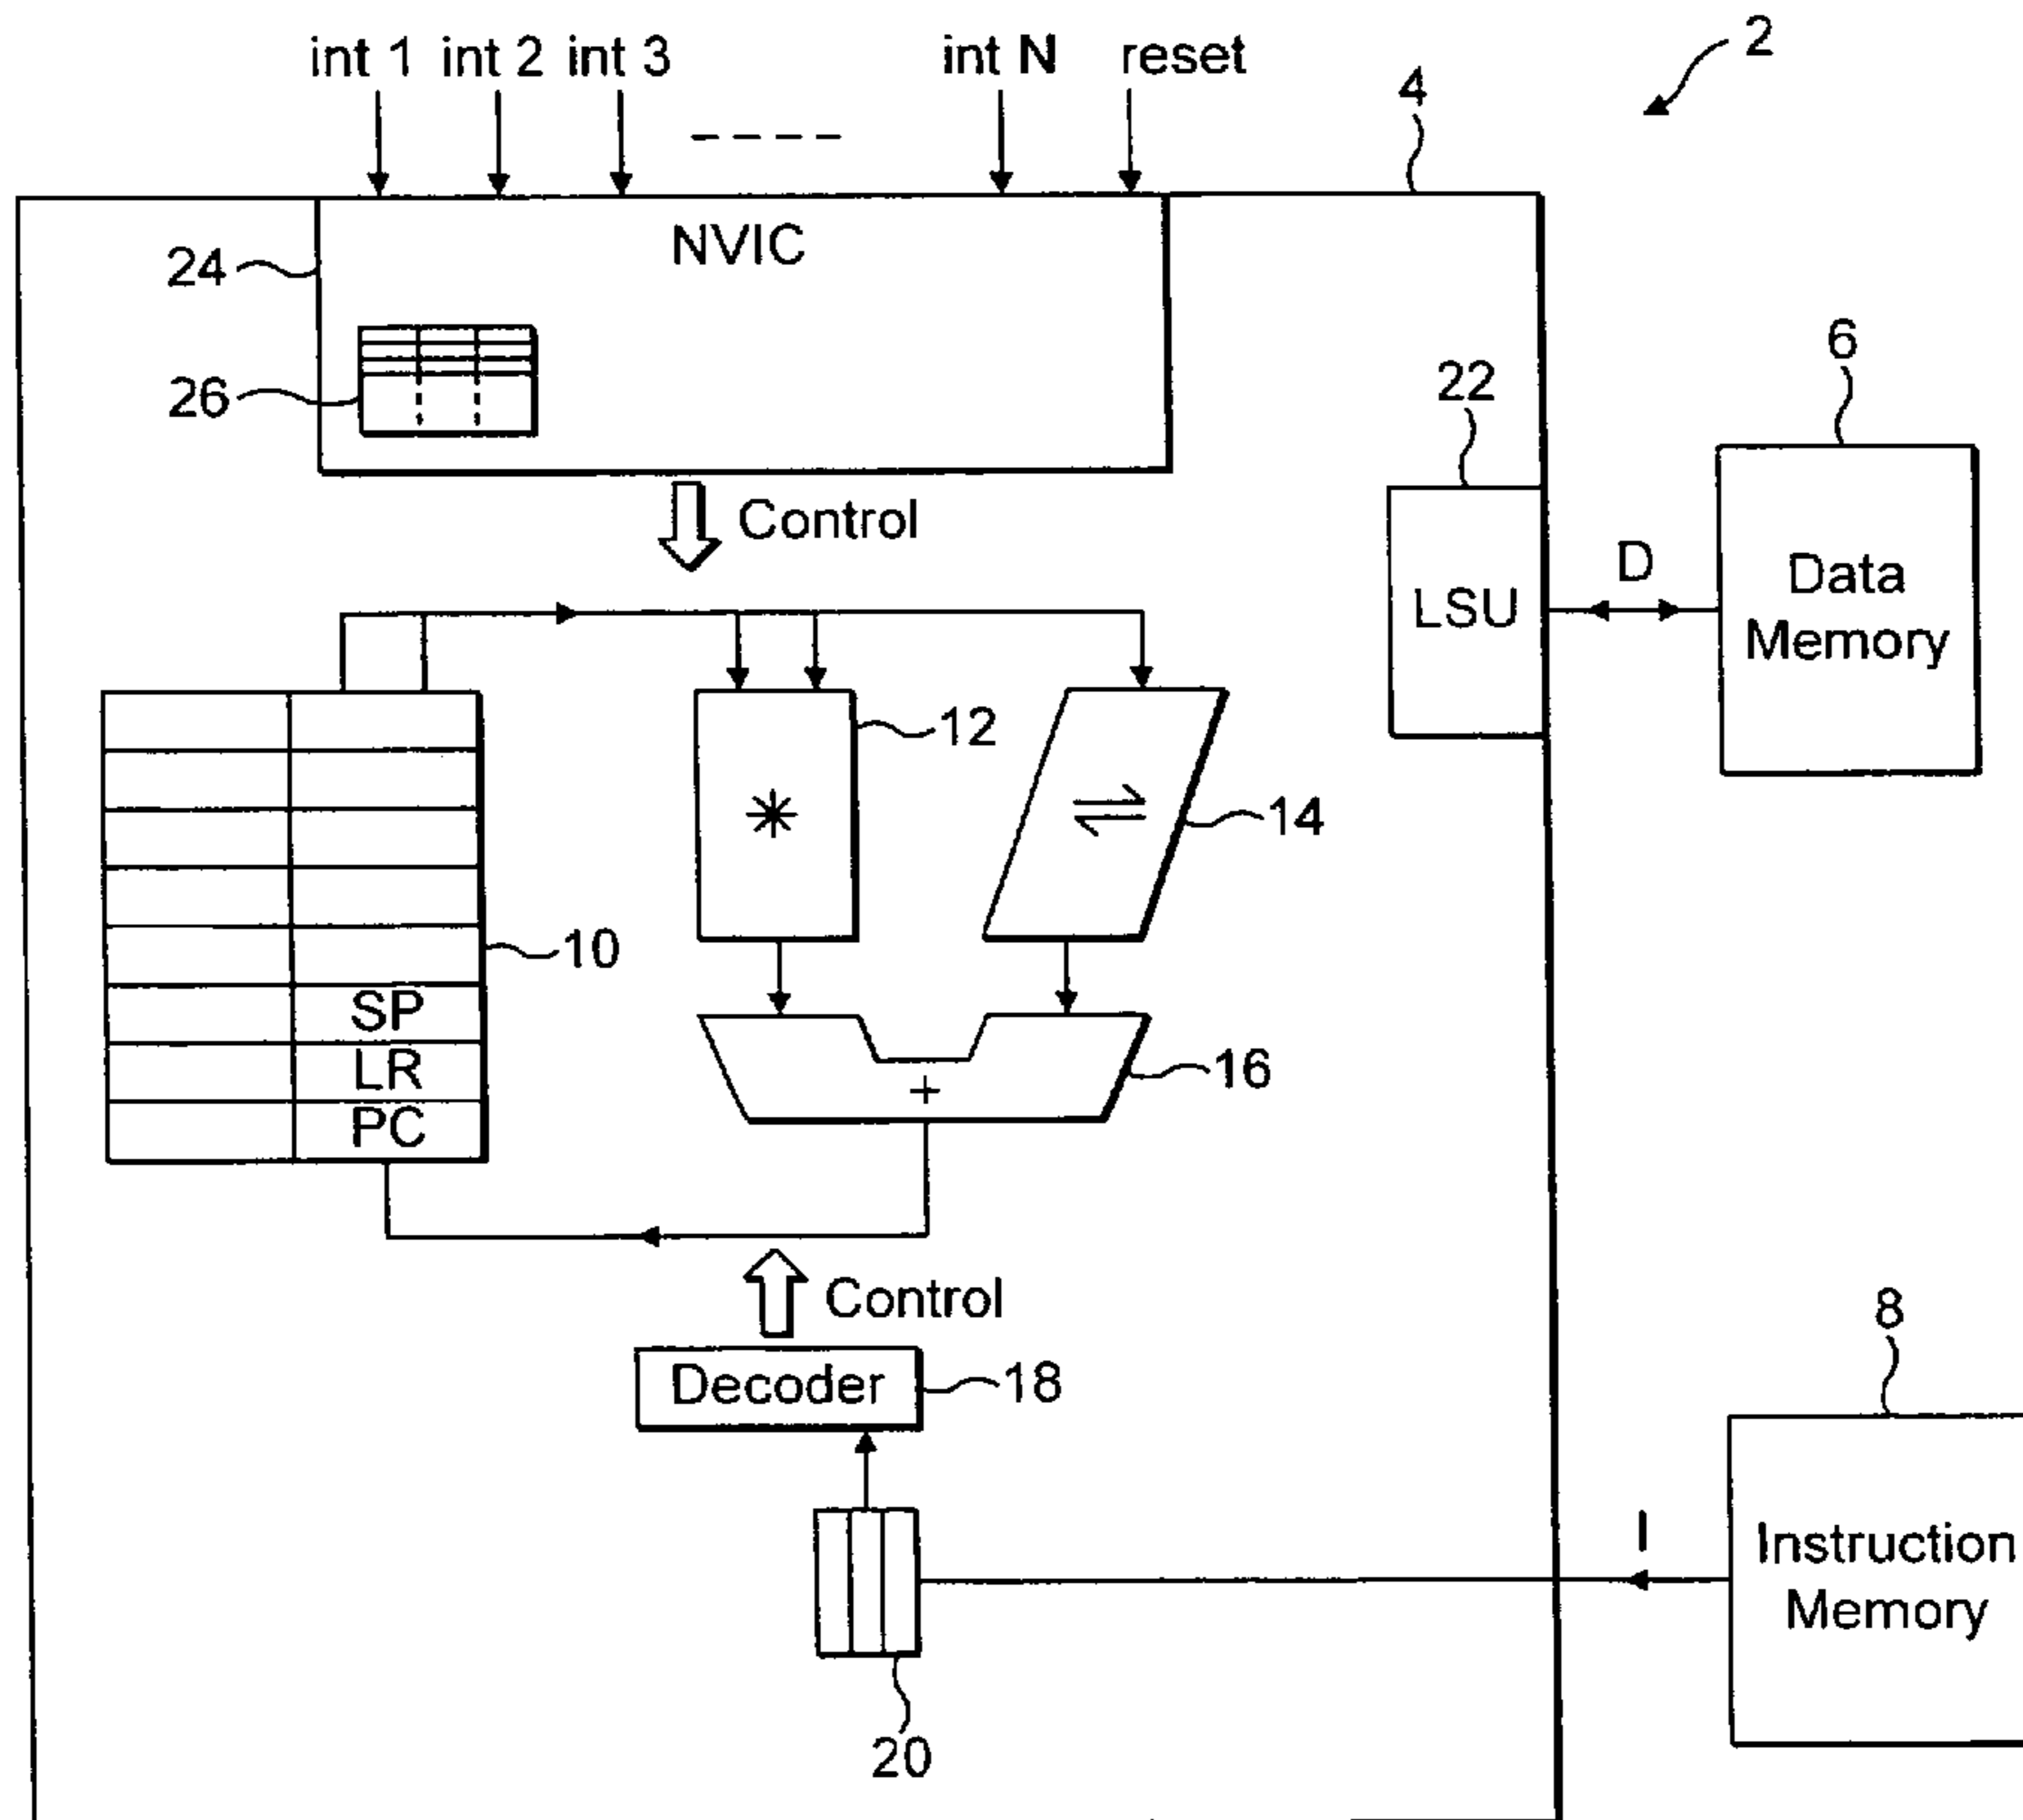 int 1 int 2 int 3 int N reset
2
4
24
NVIC
26
Control
22
6
LSU
D
Data
Memory
12
*
14
10
SP
LR
PC
16
+
Control
Decoder
18
8
I
Instruction
Memory
20